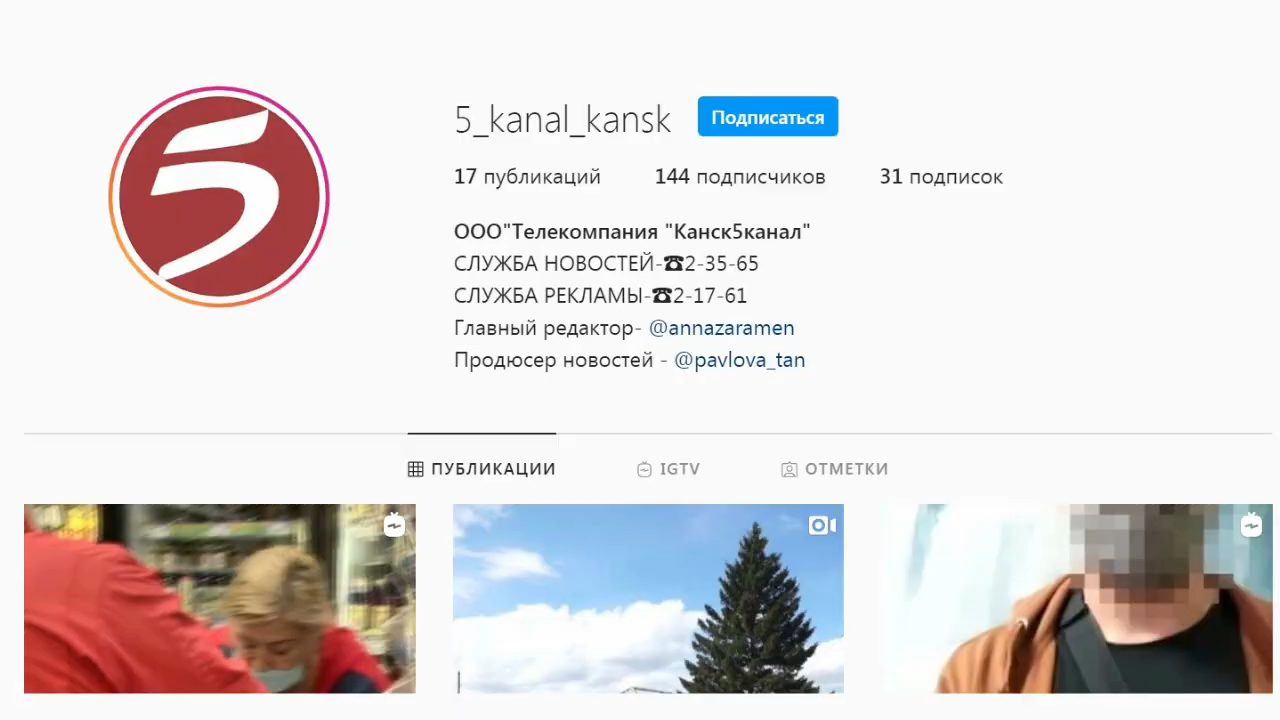 5
5_kanal_kansk Подписаться
17 публикаций 144 подписчиков 31 подписок
ООО"Телекомпания "Канск5канал"
СЛУЖБА НОВОСТЕЙ-☎2-35-65
СЛУЖБА РЕКЛАМЫ-☎2-17-61
Главный редактор- @annazaramen
Продюсер новостей - @pavlova_tan
ПУБЛИКАЦИИ IGTV ОТМЕТКИ